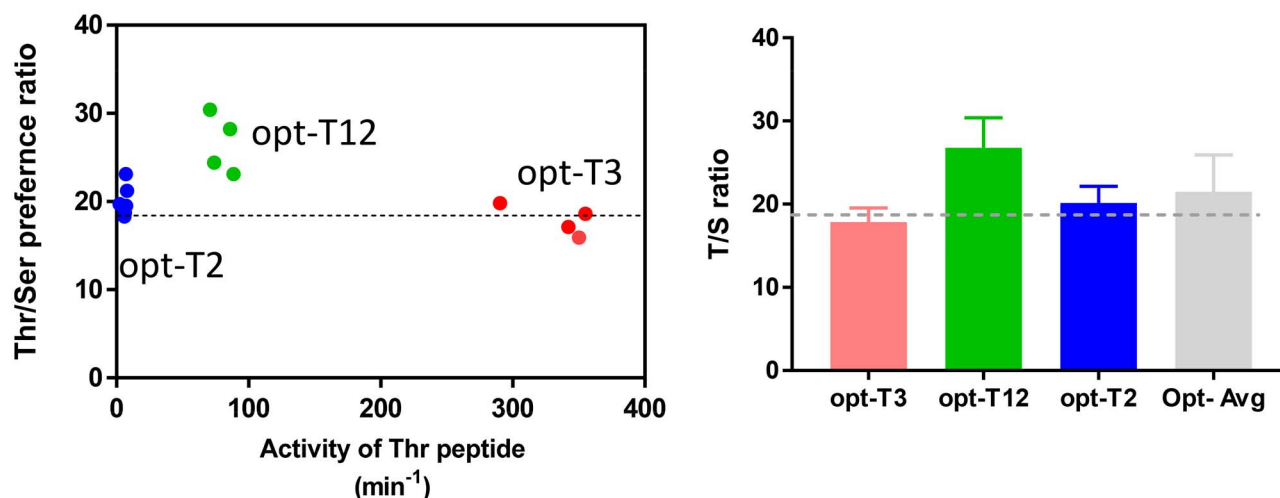 Thr/Ser prefernce ratio
40
30
20
10
0
opt-T12
opt-T3
opt-T2
0 100 200 300 400
Activity of Thr peptide
(min-1)
T/S ratio
40
30
20
10
0
opt-T3 opt-T12 opt-T2 Opt- Avg